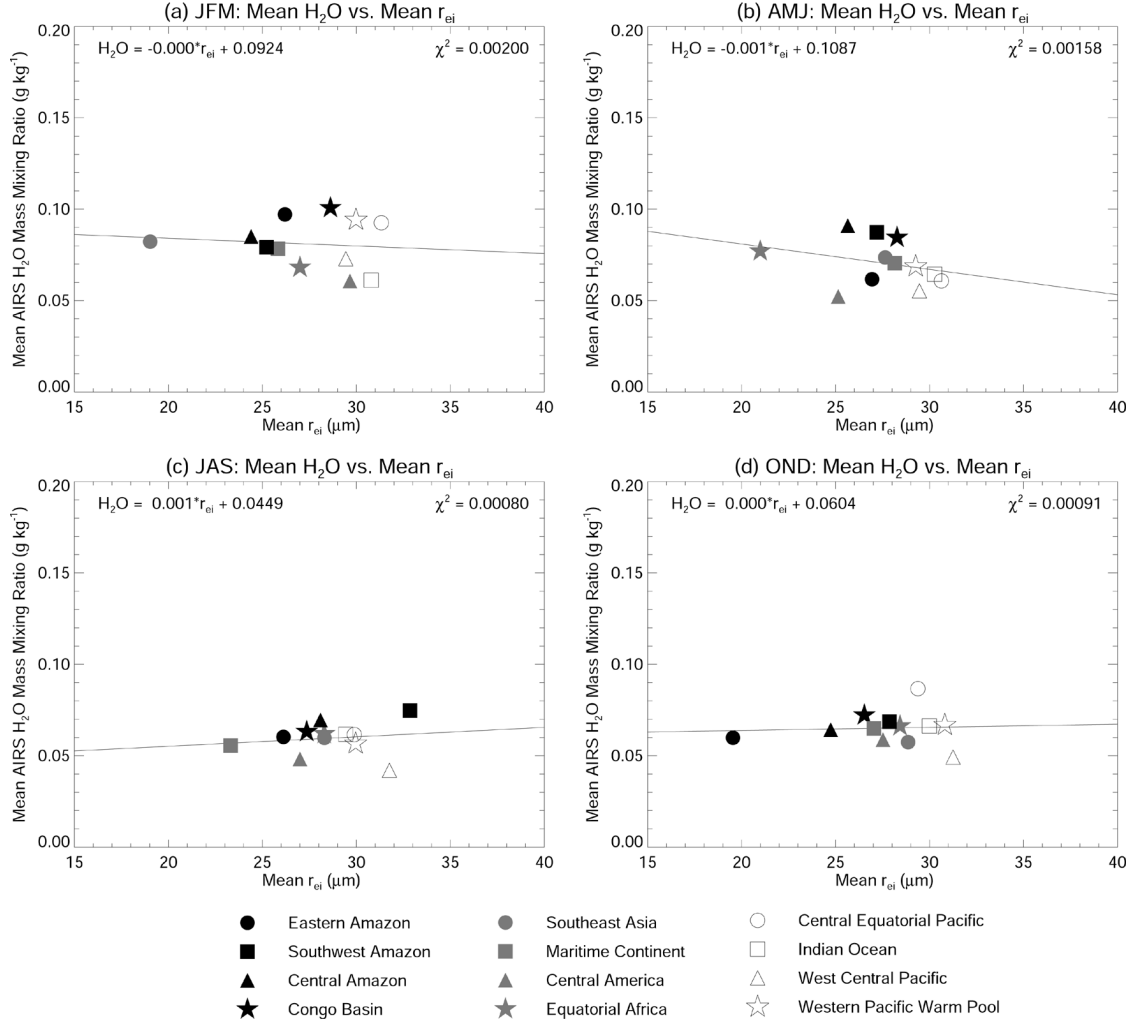 (a) JFM: Mean H₂O vs. Mean rₑᵢ
H₂O = -0.000*rₑᵢ + 0.0924
χ² = 0.00200
Mean AIRS H₂O Mass Mixing Ratio (g kg⁻¹)
0.20
0.15
0.10
0.05
0.00
15 20 25 30 35 40
Mean rₑᵢ (μm)
(b) AMJ: Mean H₂O vs. Mean rₑᵢ
H₂O = -0.001*rₑᵢ + 0.1087
χ² = 0.00158
Mean AIRS H₂O Mass Mixing Ratio (g kg⁻¹)
0.20
0.15
0.10
0.05
0.00
15 20 25 30 35 40
Mean rₑᵢ (μm)
(c) JAS: Mean H₂O vs. Mean rₑᵢ
H₂O = 0.001*rₑᵢ + 0.0449
χ² = 0.00080
Mean AIRS H₂O Mass Mixing Ratio (g kg⁻¹)
0.20
0.15
0.10
0.05
0.00
15 20 25 30 35 40
Mean rₑᵢ (μm)
(d) OND: Mean H₂O vs. Mean rₑᵢ
H₂O = 0.000*rₑᵢ + 0.0604
χ² = 0.00091
Mean AIRS H₂O Mass Mixing Ratio (g kg⁻¹)
0.20
0.15
0.10
0.05
0.00
15 20 25 30 35 40
Mean rₑᵢ (μm)
Eastern Amazon
Southwest Amazon
Central Amazon
Congo Basin
Southeast Asia
Maritime Continent
Central America
Equatorial Africa
Central Equatorial Pacific
Indian Ocean
West Central Pacific
Western Pacific Warm Pool